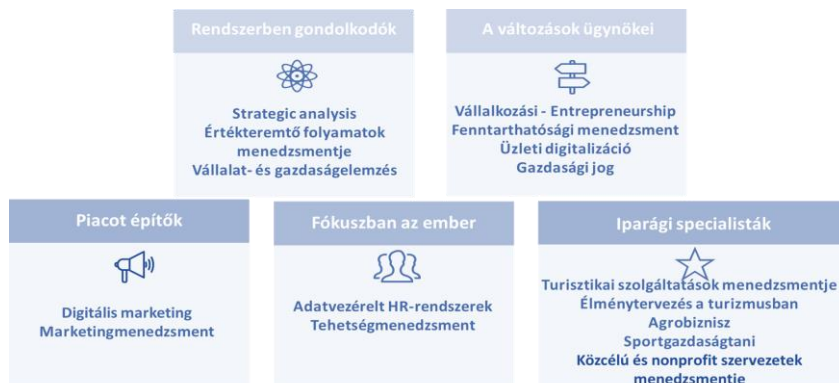 Rendszerben gondolkodók
Strategic analysis
Értékteremtő folyamatok
menedzsmentje
Vállalat- és gazdaságelemzés
A változások ügynökei
Vállalkozási - Entrepreneurship
Fenntarthatósági menedzsment
Üzleti digitalizáció
Gazdasági jog
Piacot építők
Digitális marketing
Marketingmenedzsment
Fókuszban az ember
Adatvezérelt HR-rendszerek
Tehetségmenedzsment
Iparági specialisták
Turisztikai szolgáltatások menedzsmentje
Élménytervezés a turizmusban
Agrobiznisz
Sportgazdaságtani
Közcélú és nonprofit szervezetek
menedzsmentje